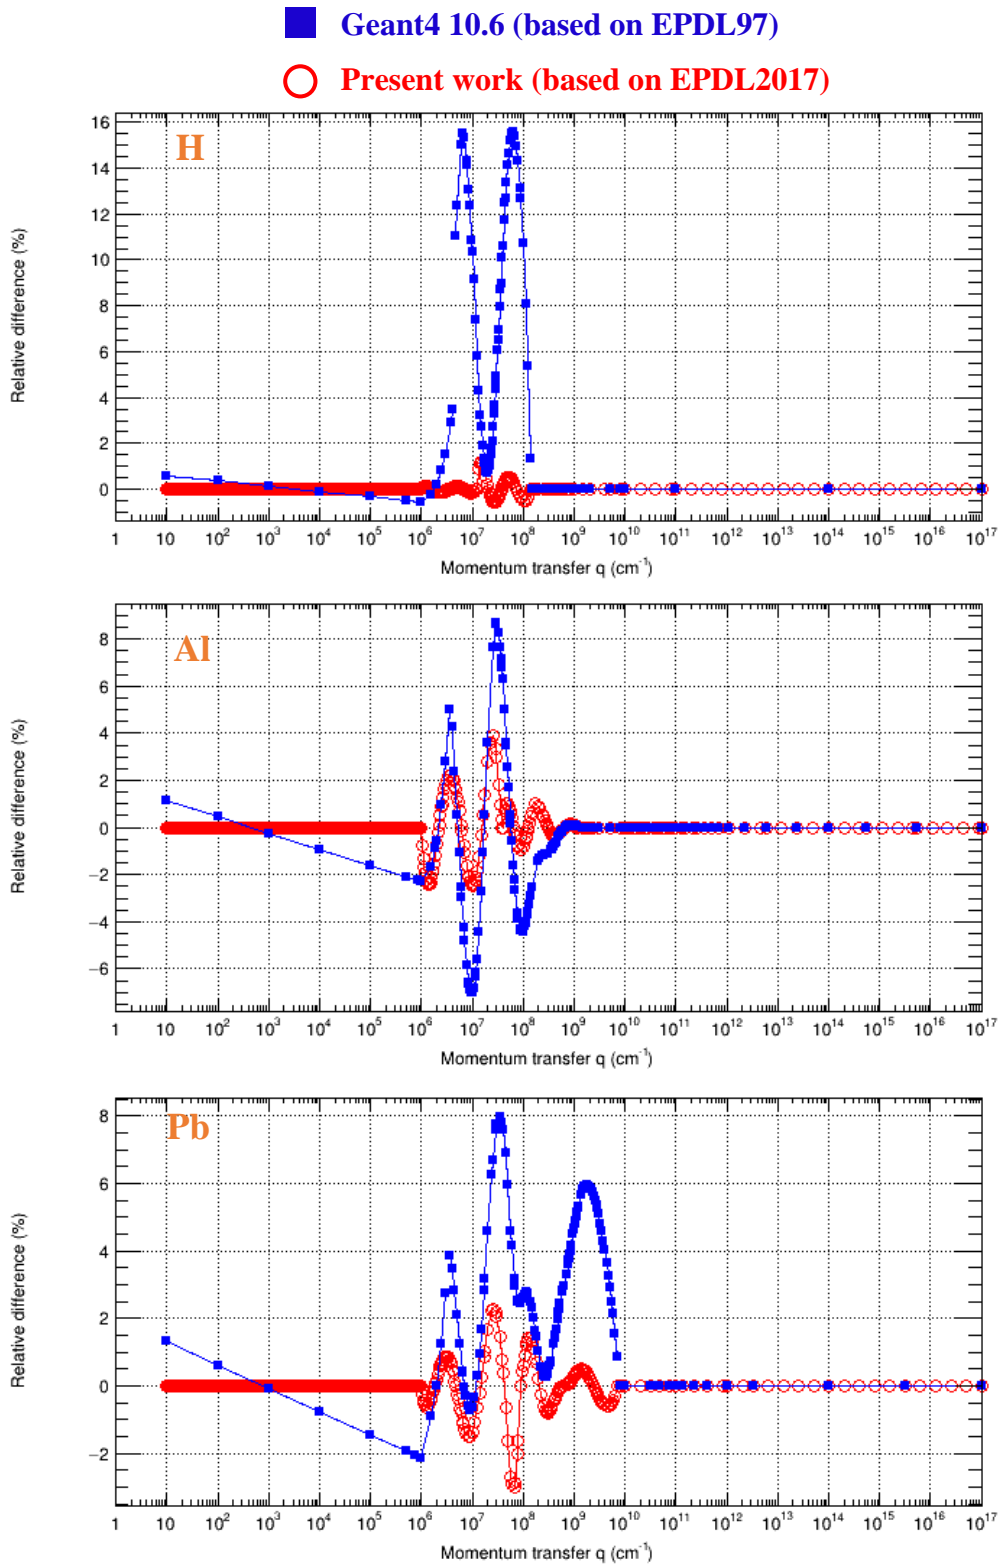 Geant4 10.6 (based on EPDL97)
Present work (based on EPDL2017)
H
Relative difference (%)
16
14
12
10
8
6
4
2
0
1 10 10² 10³ 10⁴ 10⁵ 10⁶ 10⁷ 10⁸ 10⁹ 10¹⁰ 10¹¹ 10¹² 10¹³ 10¹⁴ 10¹⁵ 10¹⁶ 10¹⁷
Momentum transfer q (cm⁻¹)
Al
Relative difference (%)
8
6
4
2
0
−2
−4
−6
1 10 10² 10³ 10⁴ 10⁵ 10⁶ 10⁷ 10⁸ 10⁹ 10¹⁰ 10¹¹ 10¹² 10¹³ 10¹⁴ 10¹⁵ 10¹⁶ 10¹⁷
Momentum transfer q (cm⁻¹)
Pb
Relative difference (%)
8
6
4
2
0
−2
1 10 10² 10³ 10⁴ 10⁵ 10⁶ 10⁷ 10⁸ 10⁹ 10¹⁰ 10¹¹ 10¹² 10¹³ 10¹⁴ 10¹⁵ 10¹⁶ 10¹⁷
Momentum transfer q (cm⁻¹)